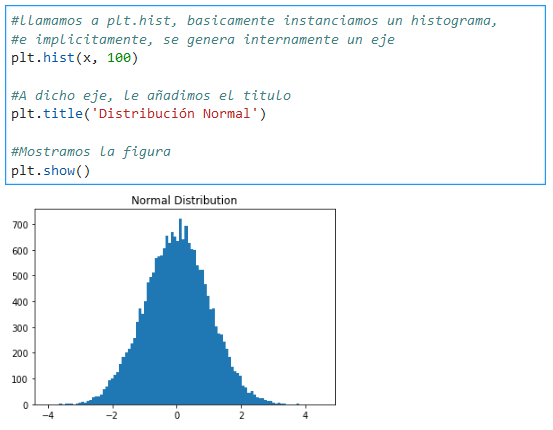 #llamamos a plt.hist, basicamente instanciamos un histograma,
#e implicitamente, se genera internamente un eje
plt.hist(x, 100)
#A dicho eje, le añadimos el titulo
plt.title('Distribución Normal')
#Mostramos la figura
plt.show()
Normal Distribution
700
600
500
400
300
200
100
0
−4 −2 0 2 4